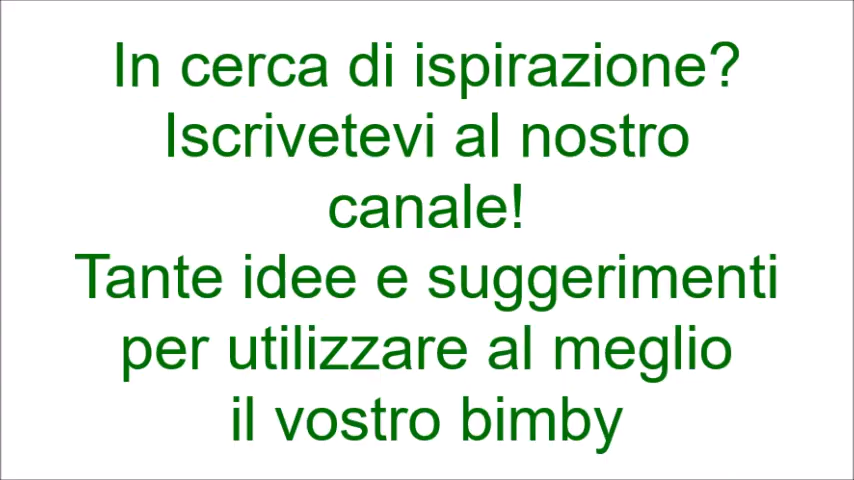 In cerca di ispirazione?
Iscrivetevi al nostro
canale!
Tante idee e suggerimenti
per utilizzare al meglio
il vostro bimby